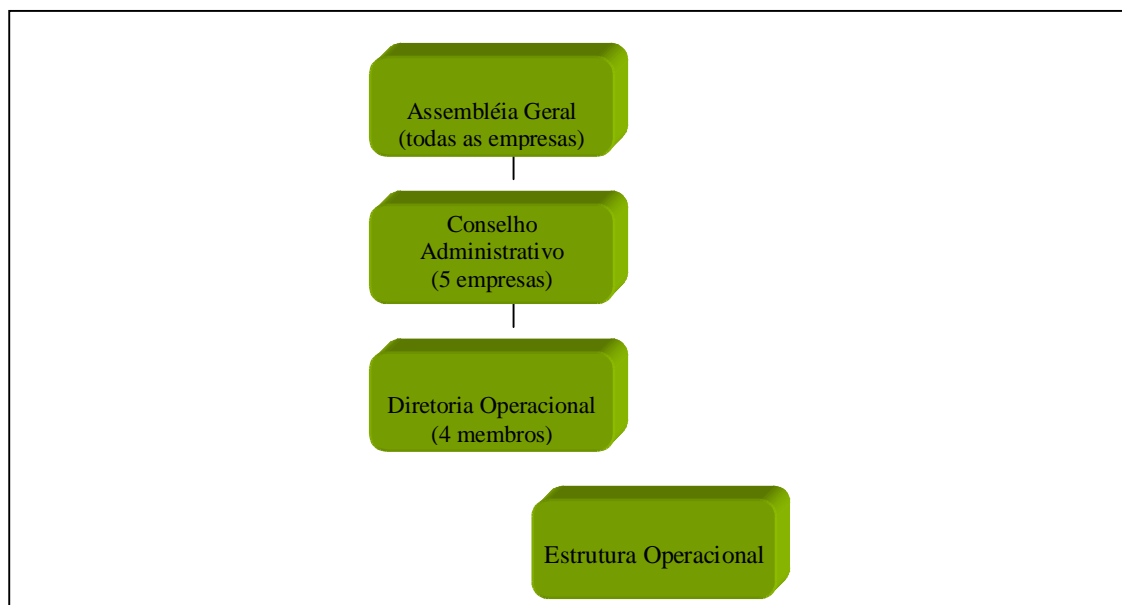 Assembléia Geral
(todas as empresas)
Conselho
Administrativo
(5 empresas)
Diretoria Operacional
(4 membros)
Estrutura Operacional